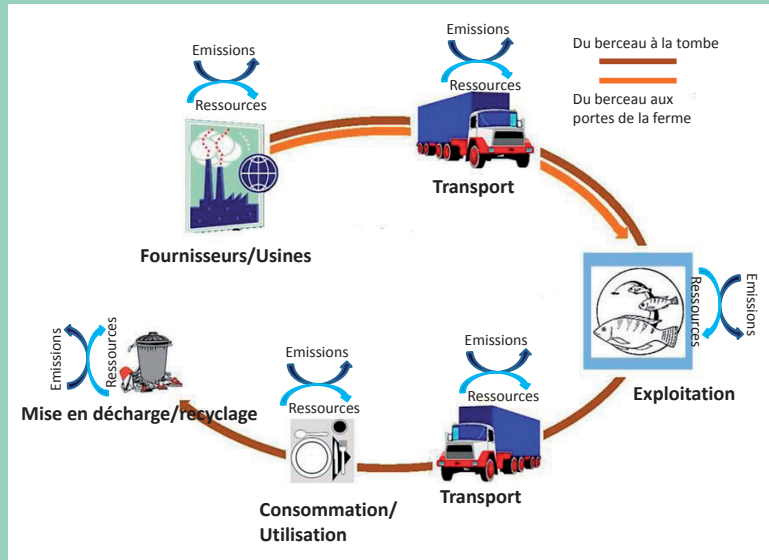 Emissions
Ressources
Fournisseurs/Usines
Emissions
Ressources
Transport
Du berceau à la tombe
Du berceau aux
portes de la ferme
Ressources
Emissions
Exploitation
Emissions
Ressources
Transport
Emissions
Ressources
Consommation/
Utilisation
Emissions
Ressources
Mise en décharge/recyclage